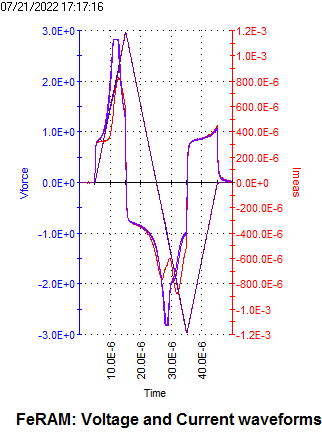 07/21/2022 17:17:16
3.0E+0
2.0E+0
1.0E+0
0.0E+0
-1.0E+0
-2.0E+0
-3.0E+0
Vforce
1.2E-3
1.0E-3
800.0E-6
600.0E-6
400.0E-6
200.0E-6
0.0E+0
-200.0E-6
-400.0E-6
-600.0E-6
-800.0E-6
-1.0E-3
-1.2E-3
Imeas
10.0E-6
20.0E-6
30.0E-6
40.0E-6
Time
FeRAM: Voltage and Current waveforms